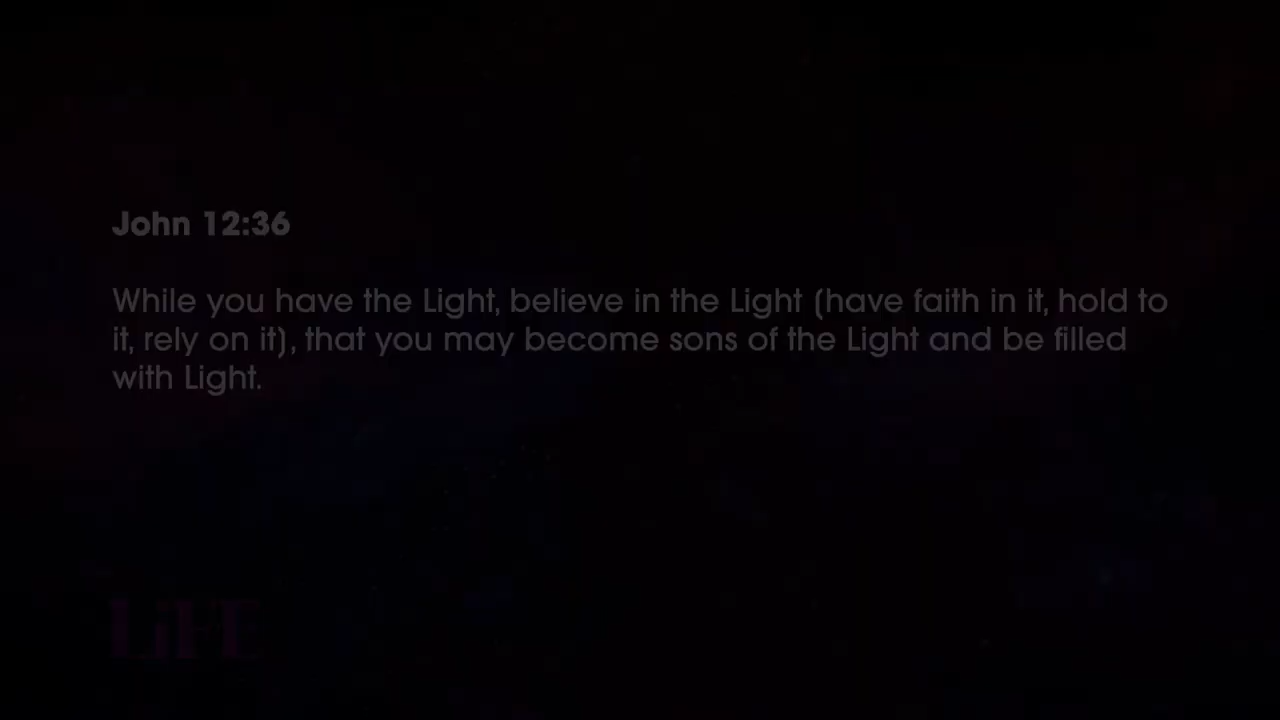 John 12:36
While you have the Light, believe in the Light (have faith in it, hold to
it, rely on it), that you may become sons of the Light and be filled
with Light.
LiFE